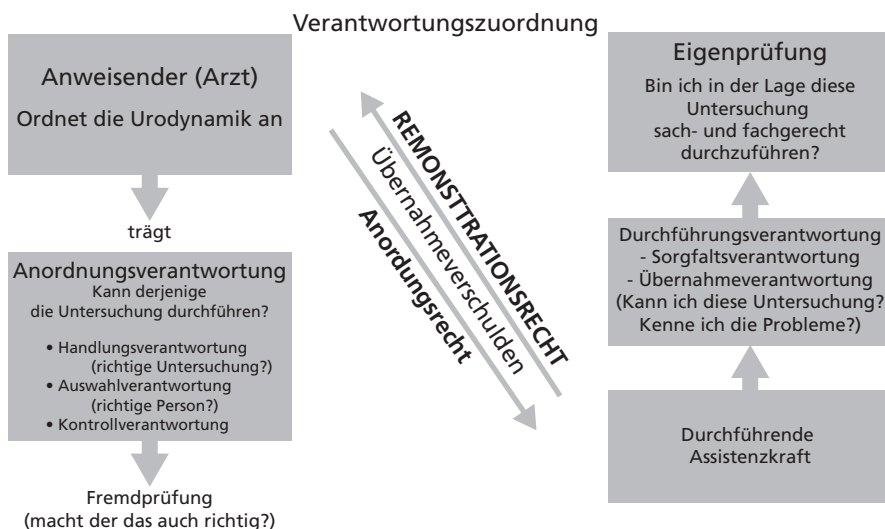 Verantwortungszuordnung
Anweisender (Arzt)
Ordnet die Urodynamik an
trägt
Anordnungsverantwortung
Kann derjenige
die Untersuchung durchführen?
• Handlungsverantwortung
(richtige Untersuchung?)
• Auswahlverantwortung
(richtige Person?)
• Kontrollverantwortung
Fremdprüfung
(macht der das auch richtig?)
REMONSTTRATIONSRECHT
Übernahmeverschulden
Anordungsrecht
Eigenprüfung
Bin ich in der Lage diese
Untersuchung
sach- und fachgerecht
durchzuführen?
Durchführungsverantwortung
- Sorgfaltsverantwortung
- Übernahmeverantwortung
(Kann ich diese Untersuchung?
Kenne ich die Probleme?)
Durchführende
Assistenzkraft